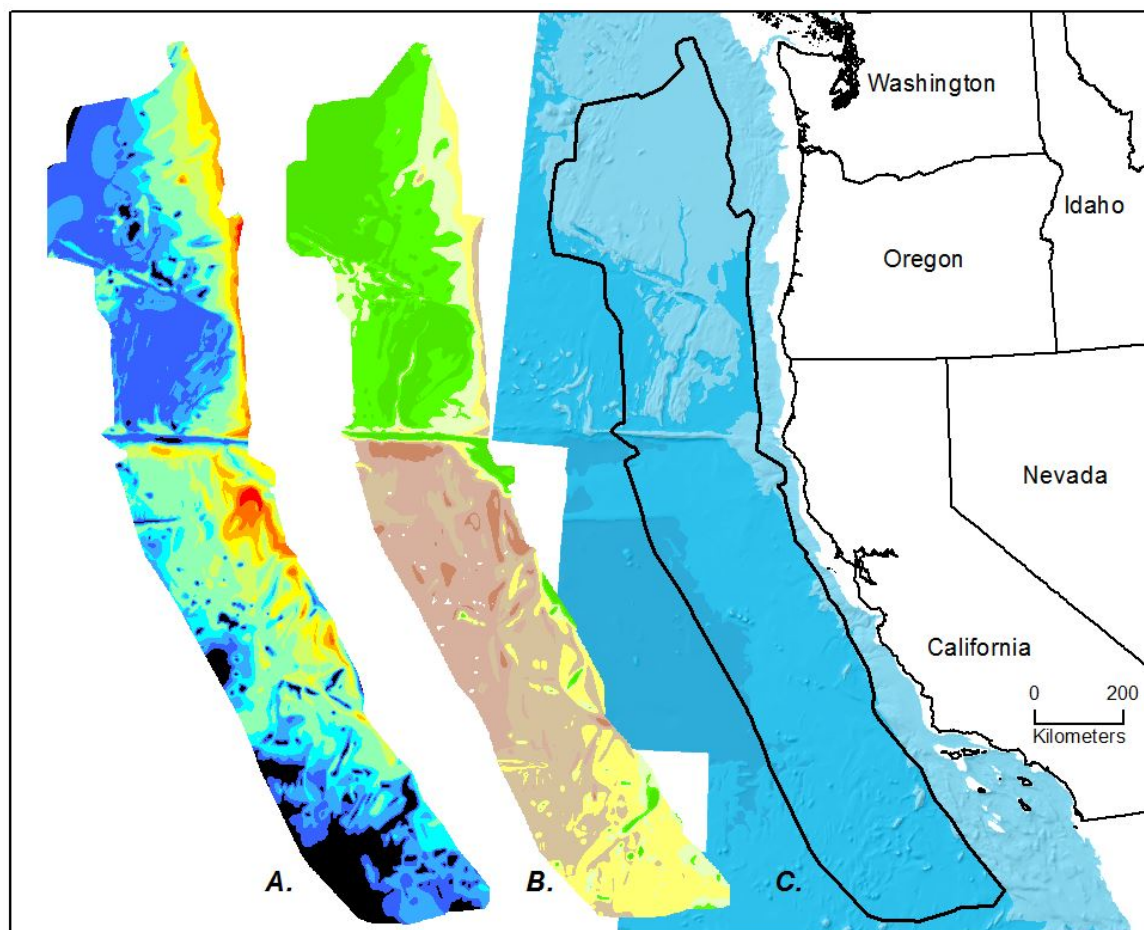 Washington
Idaho
Oregon
Nevada
California
0 200
Kilometers
A. B. C.